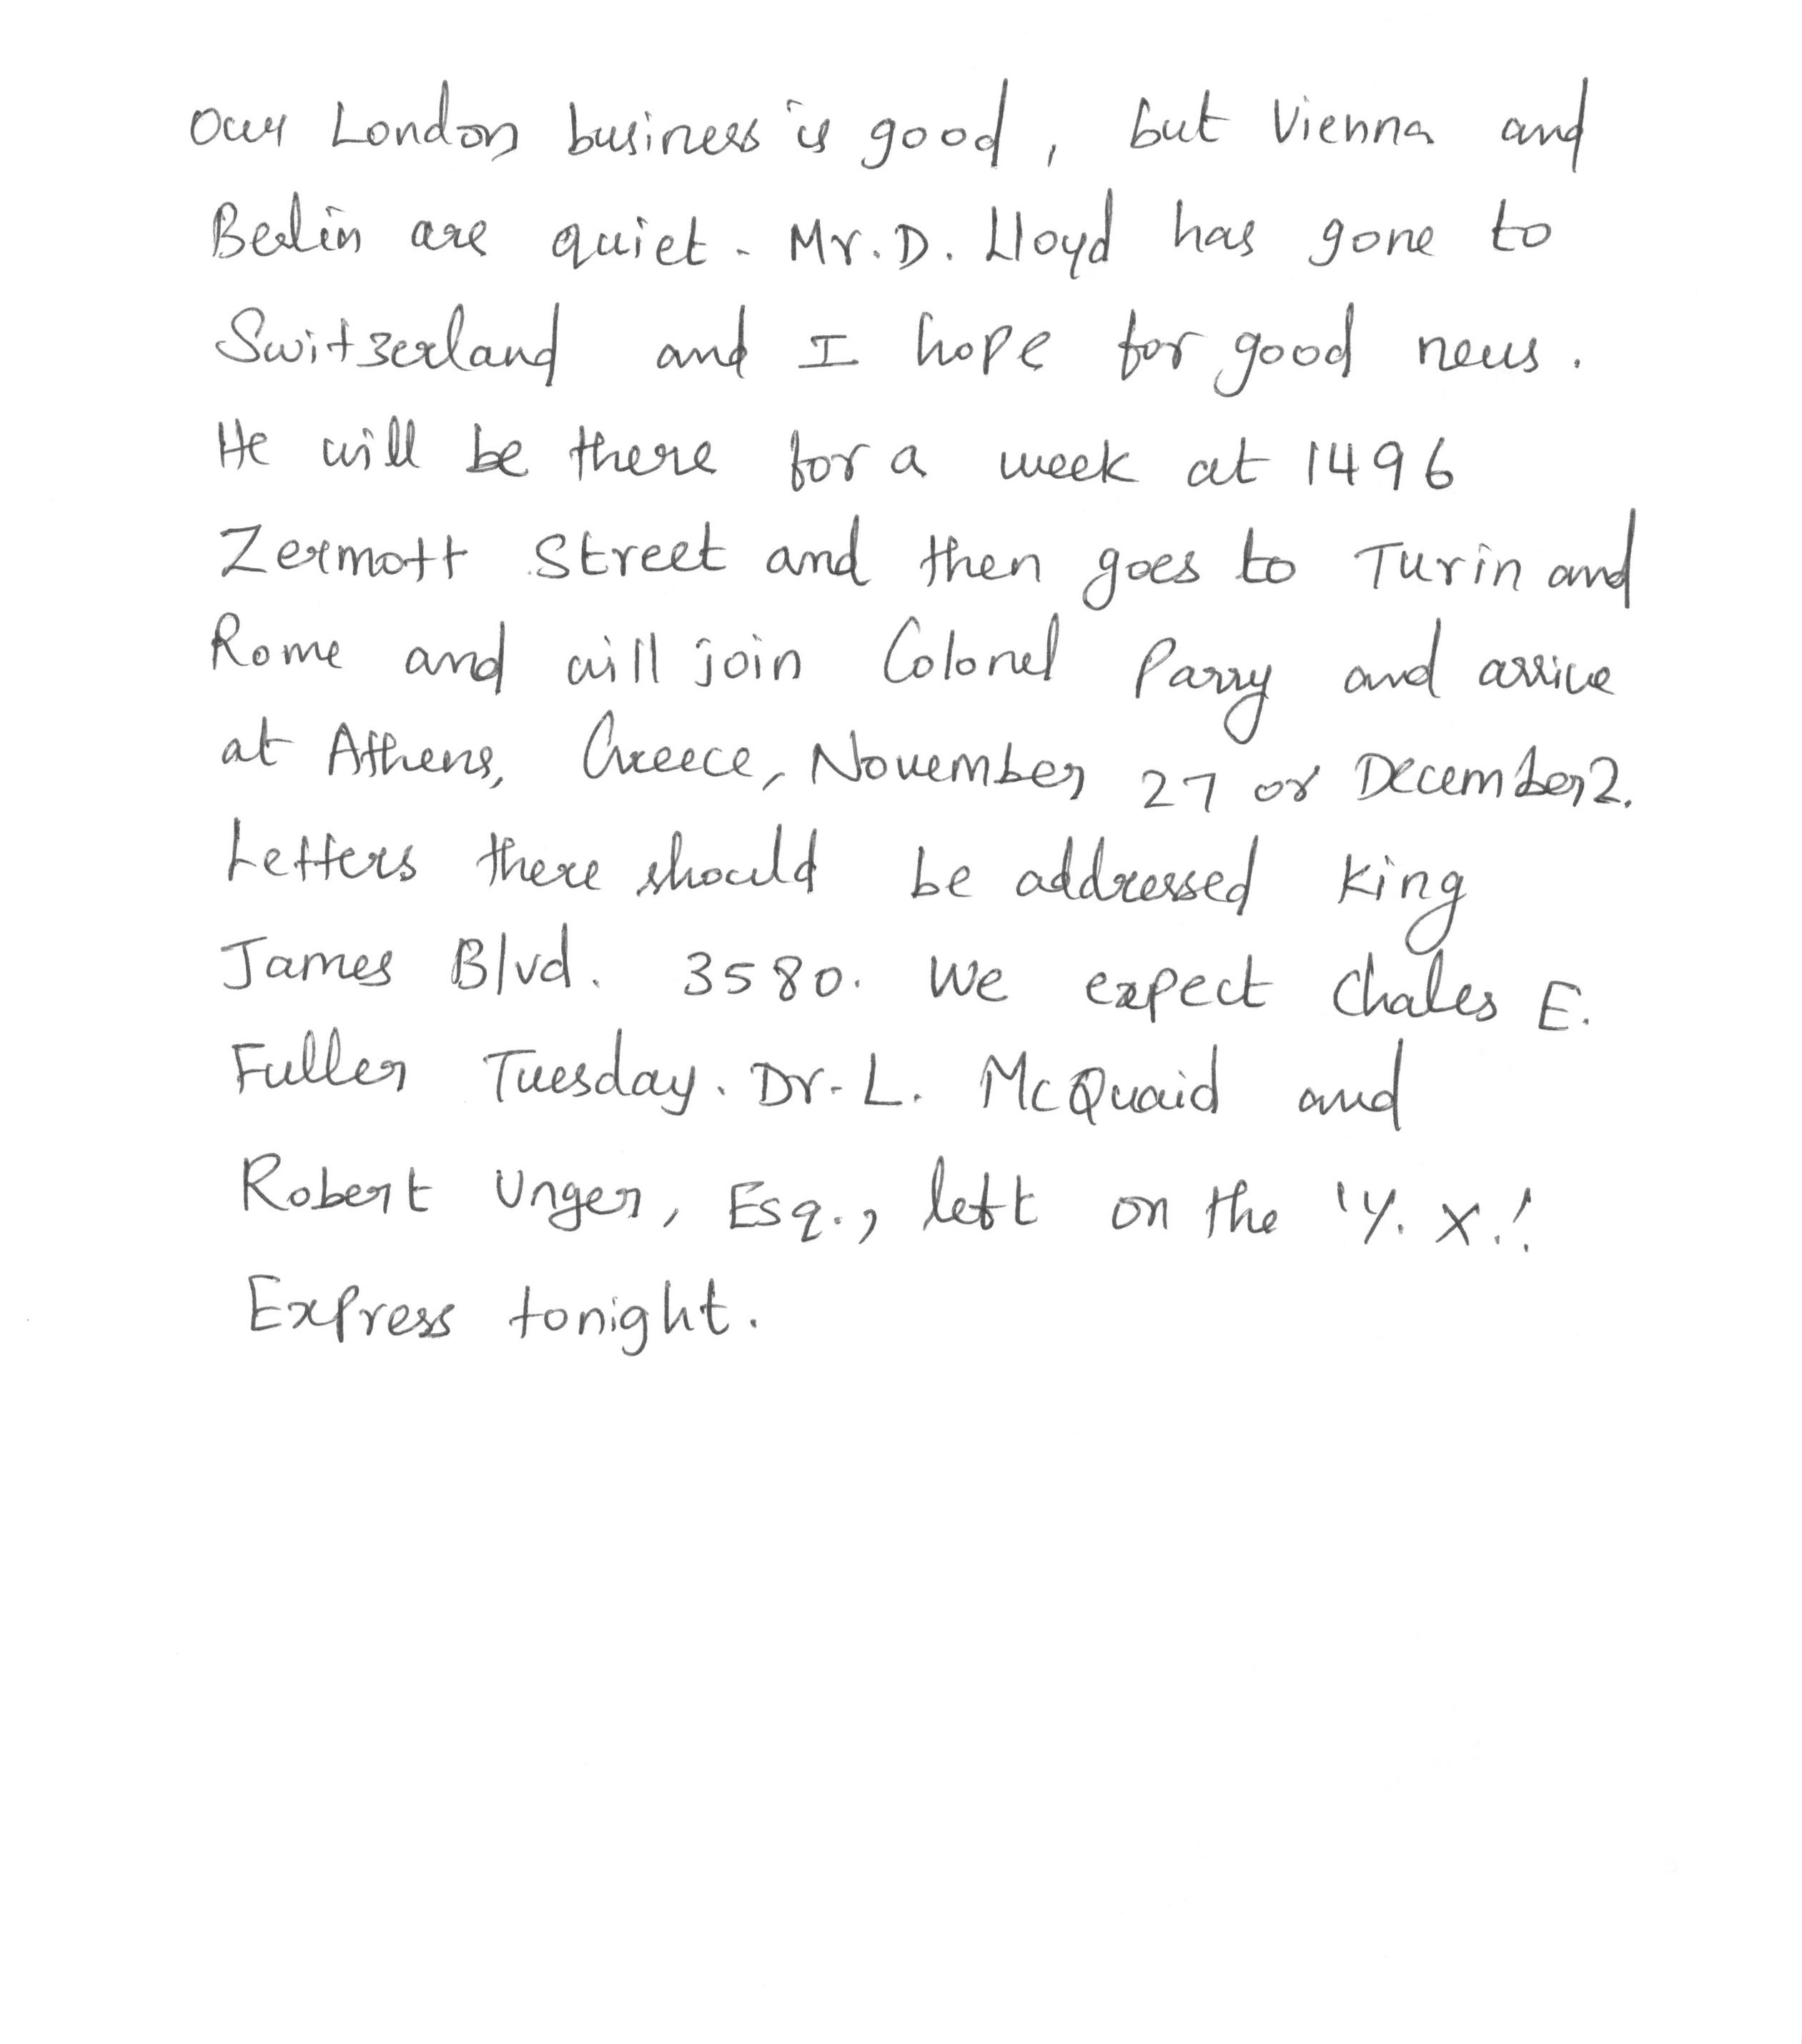 Our London business is good, but Vienna and
Berlin are quiet. Mr. D. Lloyd has gone to
Switzerland and I hope for good news.
He will be there for a week at 1496
Zermott Street and then goes to Turin and
Rome and will join Colonel Parry and arrive
at Athens, Greece, November 27 or December 2.
Letters there should be addressed King
James Blvd. 3580. We expect Chales E.
Fuller Tuesday. Dr. L. McQuaid and
Robert Unger, Esq., left on the 'Y. X.'
Express tonight.